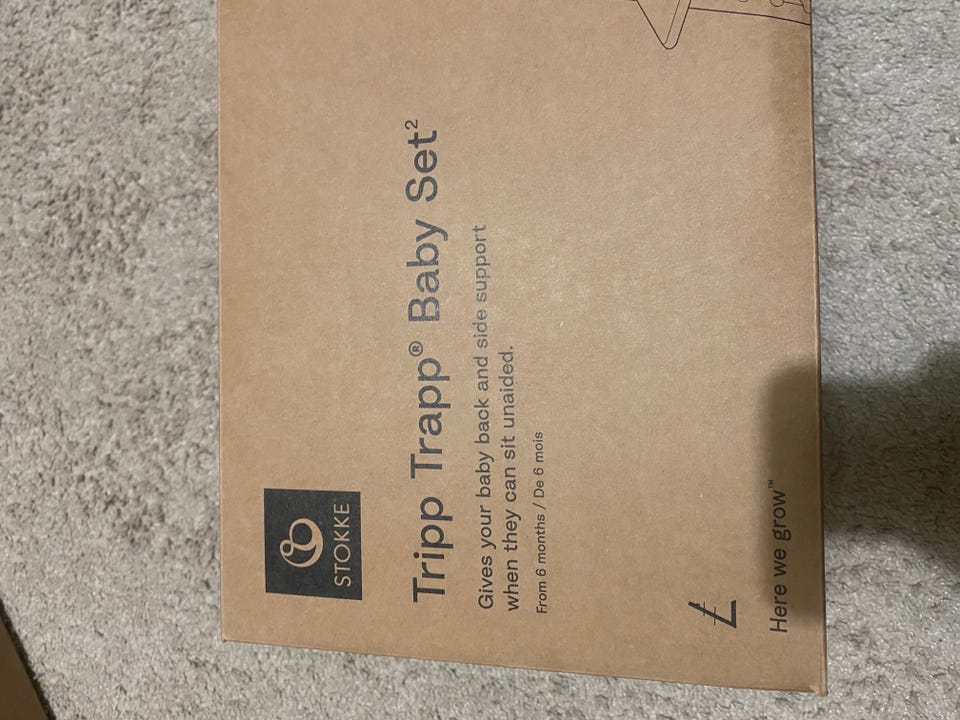 STOKKE
Tripp Trapp® Baby Set²
Gives your baby back and side support
when they can sit unaided.
From 6 months / De 6 mois
Here we grow™